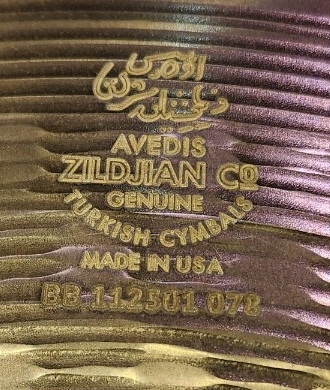 AVEDIS
ZILDJIAN Co
GENUINE
TURKISH CYMBALS
MADE IN USA
BB 112501 078